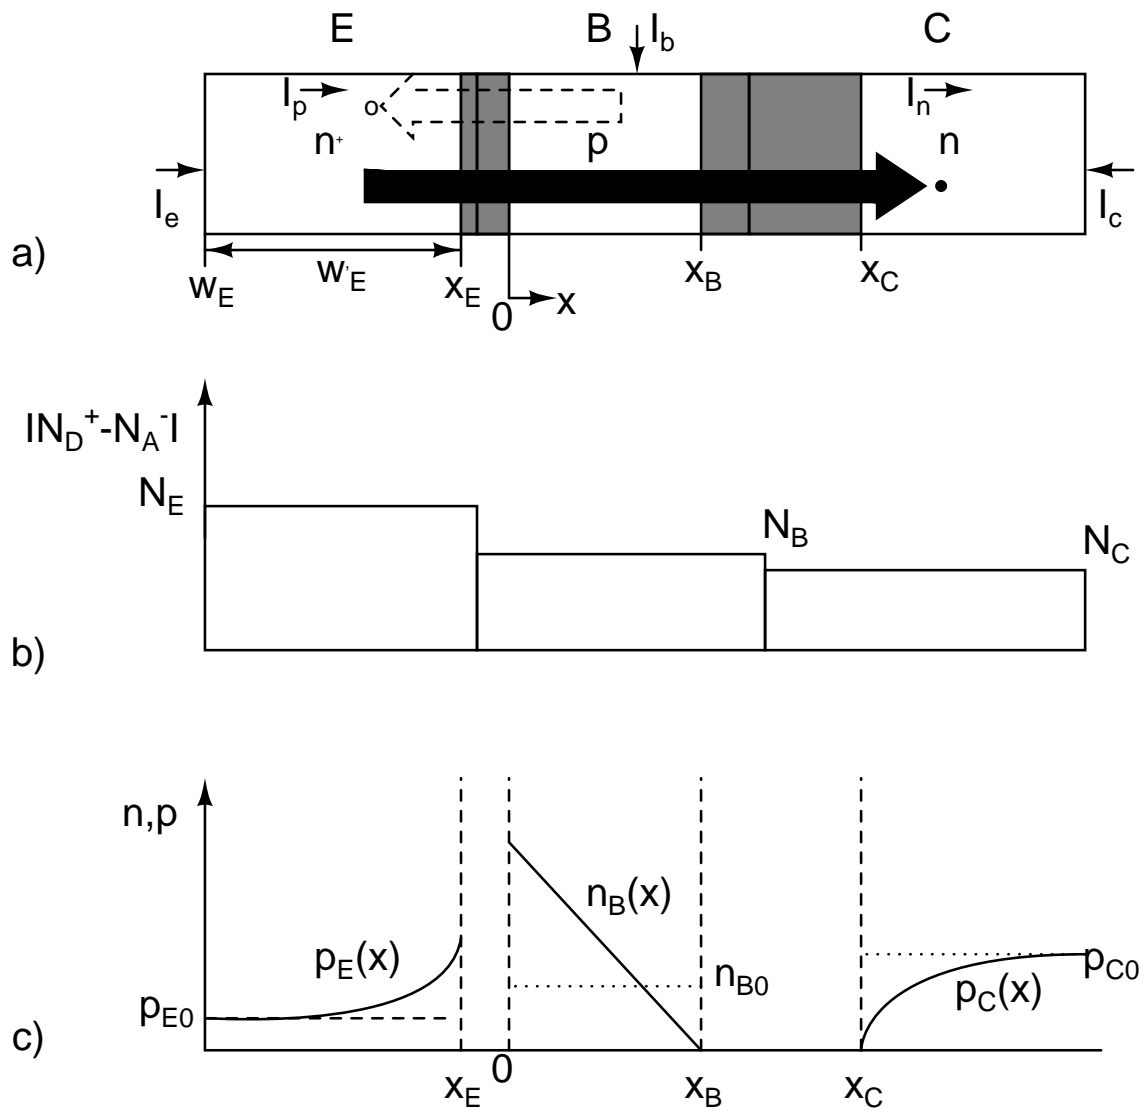 E B I_b C
I_p o I_n
n⁺ p n
I_e I_c
a)
w_E w'_E x_E 0 x x_B x_C
IN_D⁺-N_A⁻I
N_E N_B N_C
b)
n,p
p_E(x) n_B(x) n_B0 p_C0
p_C(x)
p_E0
c)
x_E 0 x_B x_C